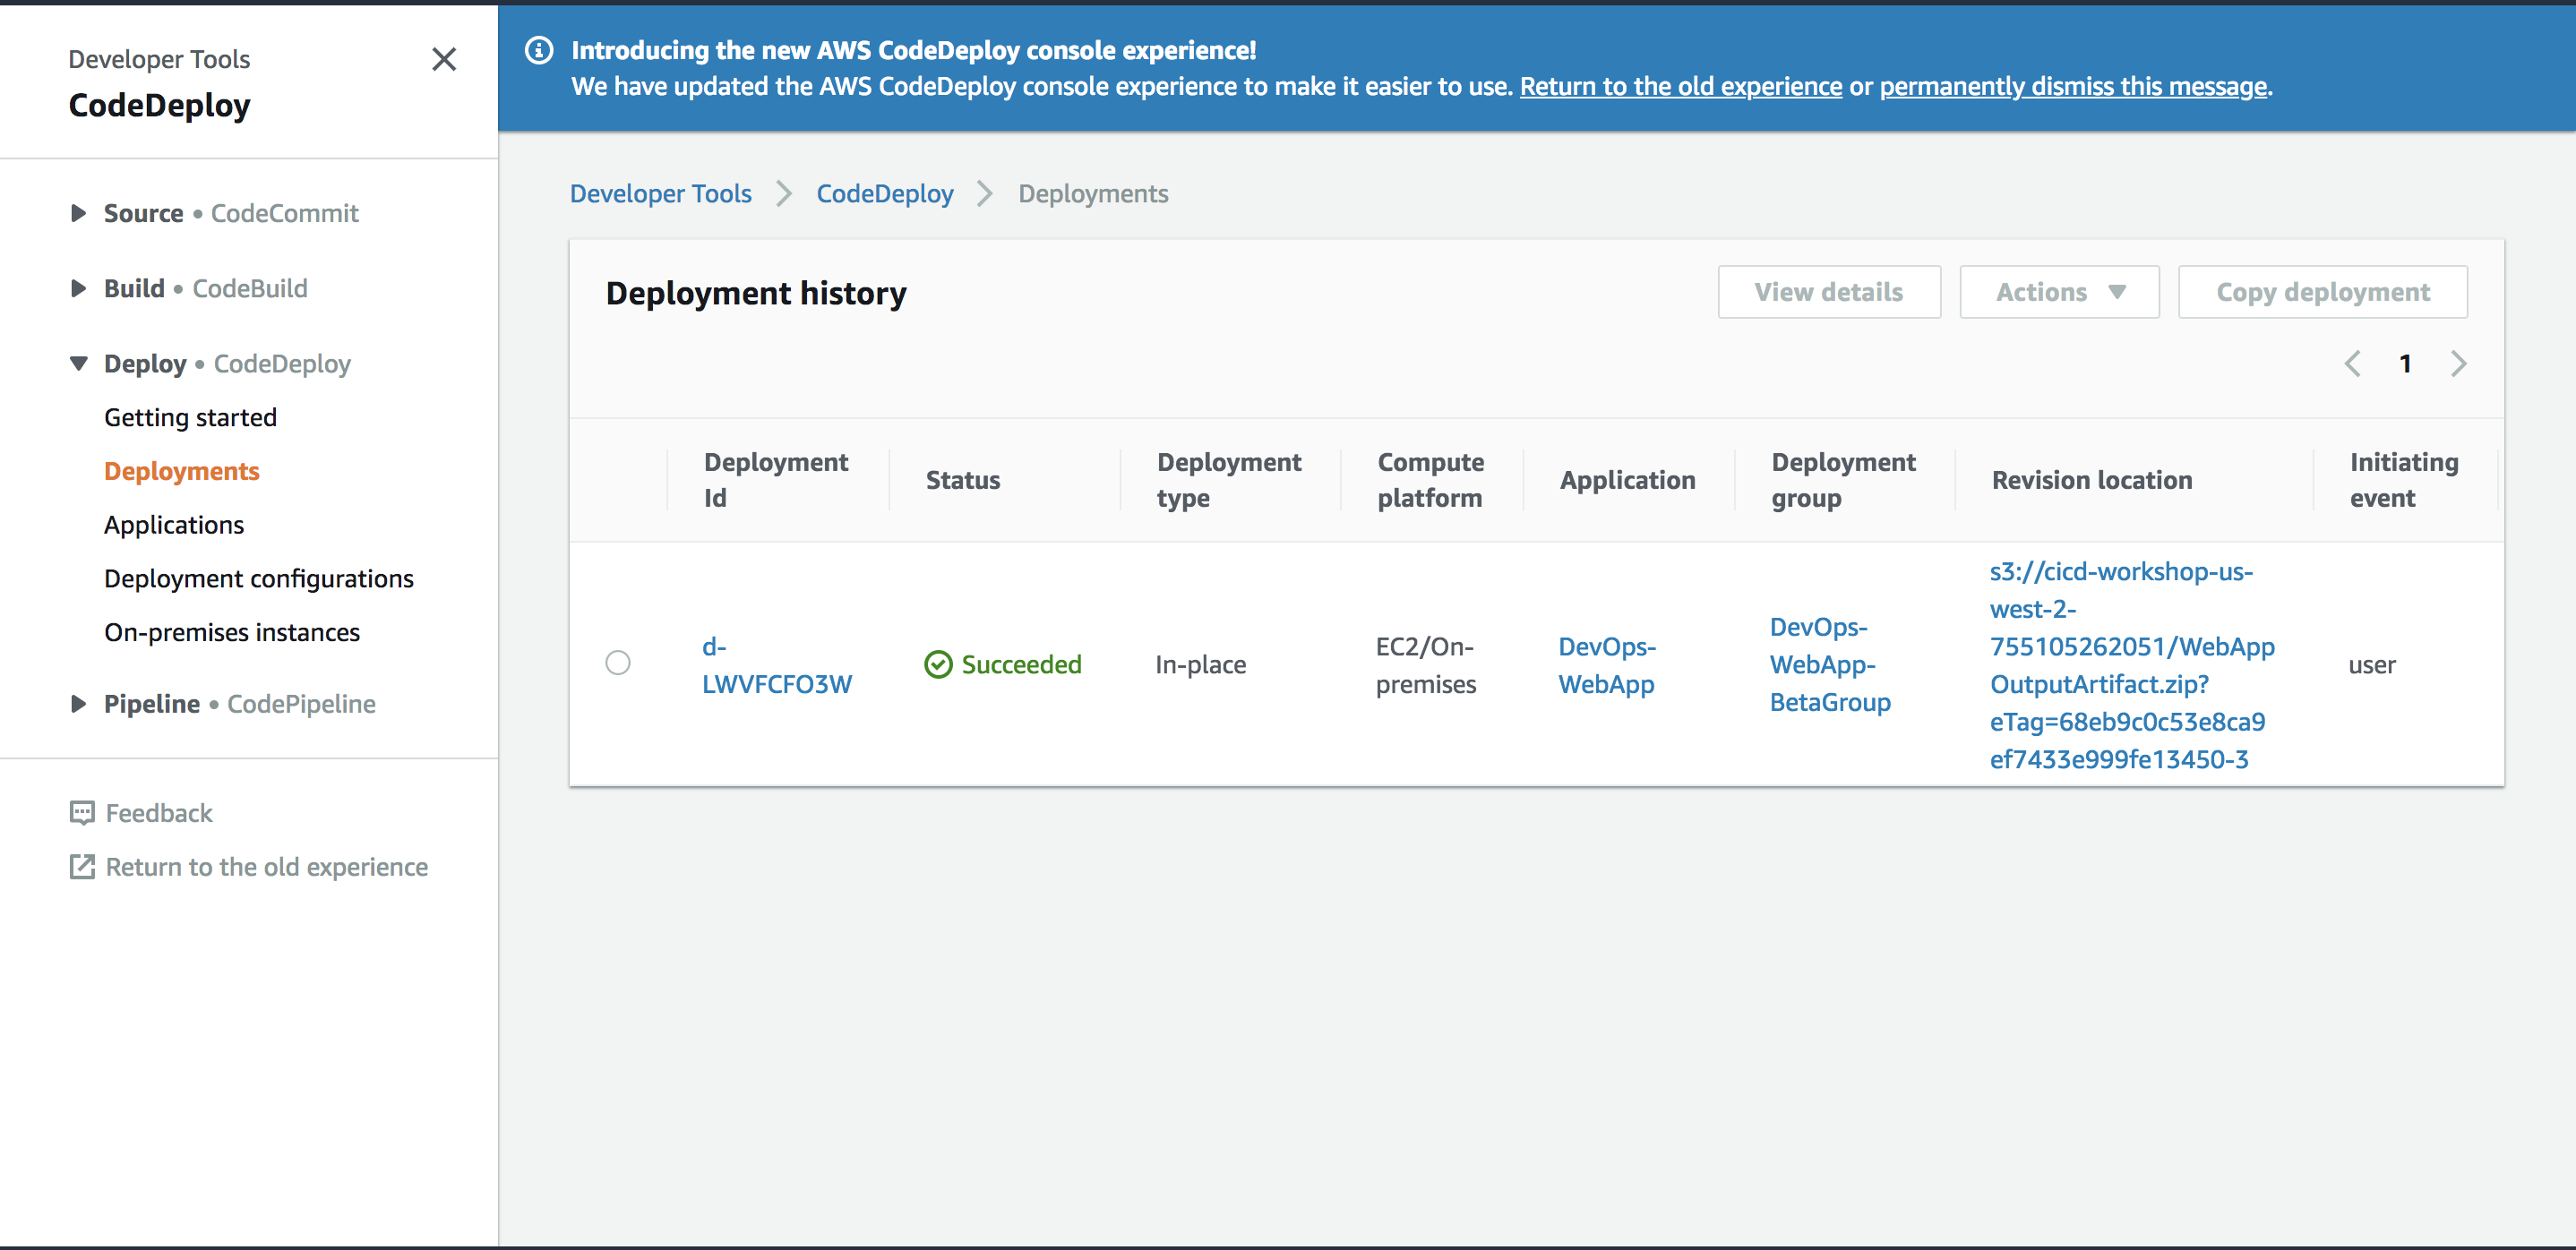 Developer Tools
CodeDeploy
Source • CodeCommit
Build • CodeBuild
Deploy • CodeDeploy
Getting started
Deployments
Applications
Deployment configurations
On-premises instances
Pipeline • CodePipeline
Feedback
Return to the old experience
Introducing the new AWS CodeDeploy console experience!
We have updated the AWS CodeDeploy console experience to make it easier to use. Return to the old experience or permanently dismiss this message.
Developer Tools > CodeDeploy > Deployments
Deployment history
View details
Actions
Copy deployment
1
Deployment
Id
Status
Deployment
type
Compute
platform
Application
Deployment
group
Revision location
Initiating
event
d-
LWVFCFO3W
Succeeded
In-place
EC2/On-
premises
DevOps-
WebApp
DevOps-
WebApp-
BetaGroup
s3://cicd-workshop-us-
west-2-
755105262051/WebApp
OutputArtifact.zip?
eTag=68eb9c0c53e8ca9
ef7433e999fe13450-3
user